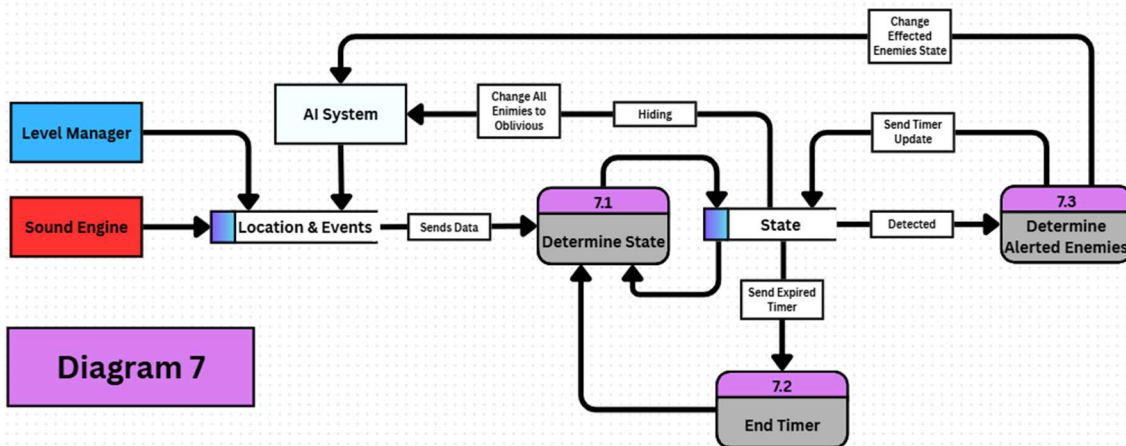 Change
Effected
Enemies State
AI System
Change All
Enimies to
Oblivious
Hiding
Send Timer
Update
Level Manager
Sound Engine
Location & Events
Sends Data
7.1
Determine State
State
Detected
7.3
Determine
Alerted Enemies
Send Expired
Timer
Diagram 7
7.2
End Timer